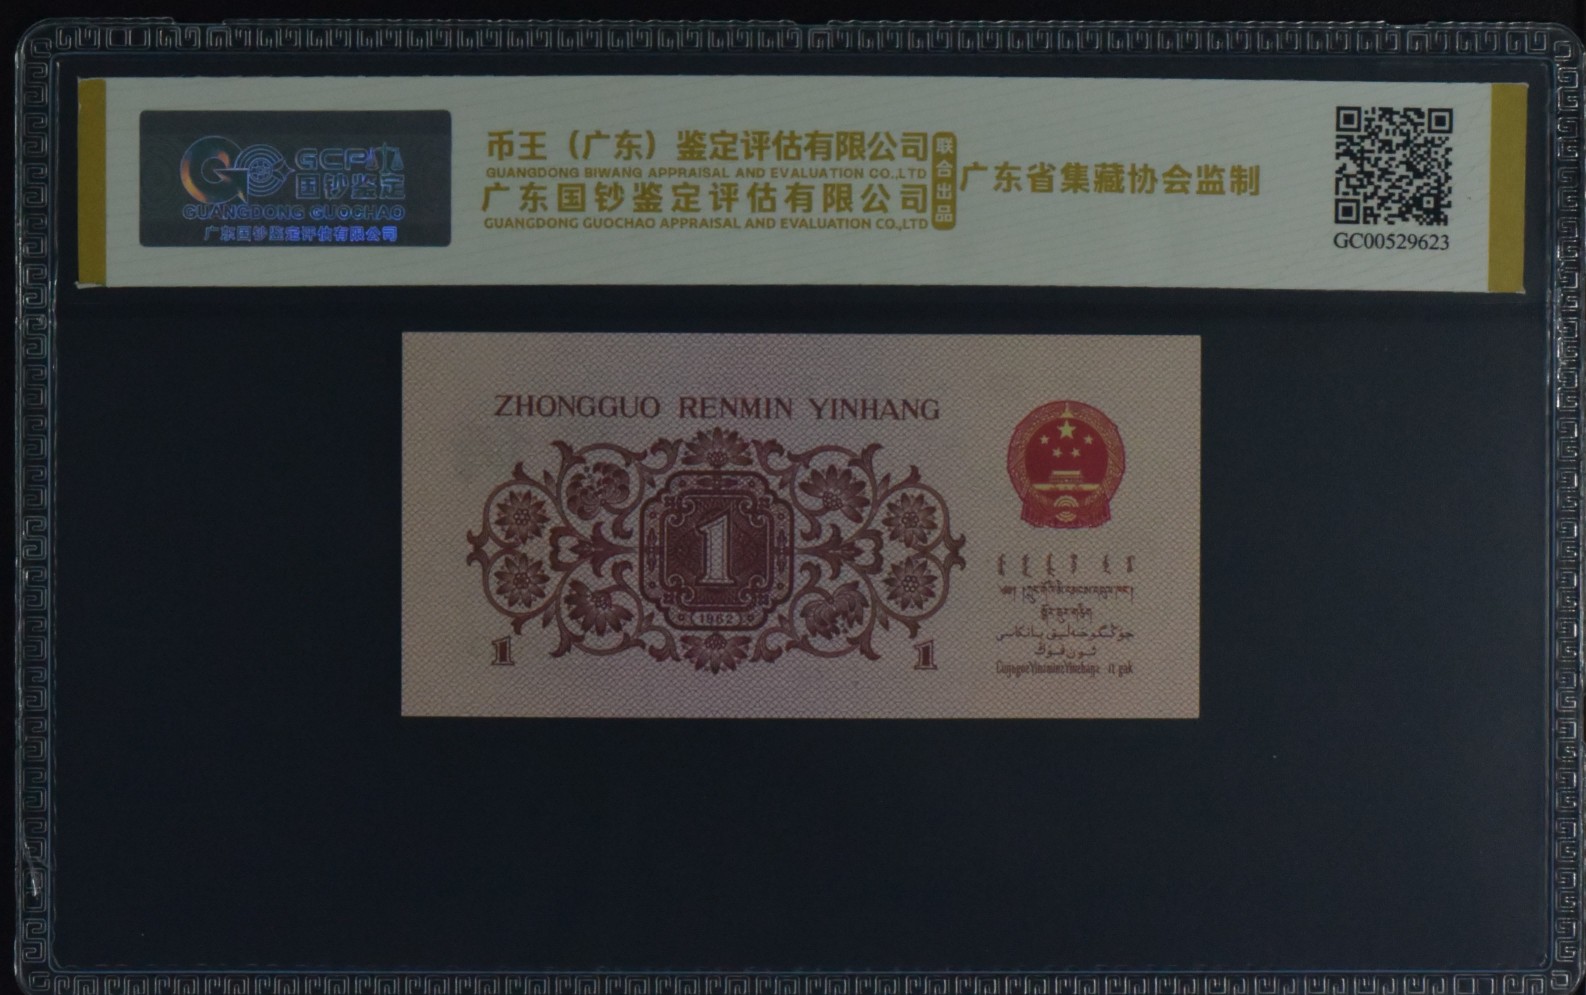 GCP
国钞鉴定
GUANGDONG GUOCHAO
广东国钞鉴定评估有限公司
币王（广东）鉴定评估有限公司
GUANGDONG BIWANG APPRAISAL AND EVALUATION CO.,LTD
广东国钞鉴定评估有限公司
GUANGDONG GUOCHAO APPRAISAL AND EVALUATION CO.,LTD
联合出品
广东省集藏协会监制
GC00529623
ZHONGGUO RENMIN YINHANG
1
1962
1
1